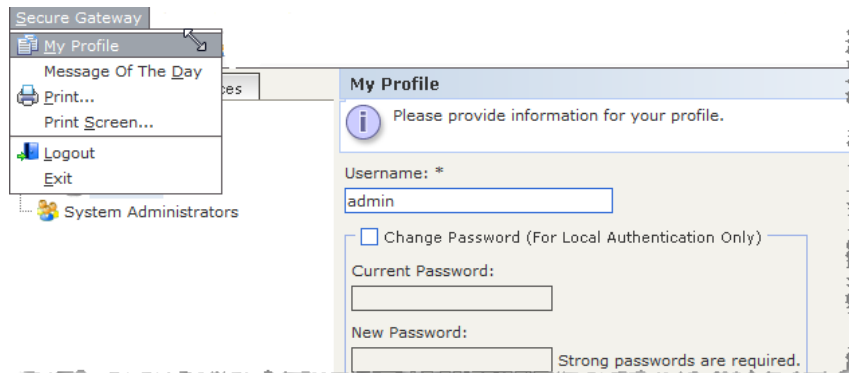 Secure Gateway
My Profile
Message Of The Day
Print...
Print Screen...
Logout
Exit
System Administrators
My Profile
Please provide information for your profile.
Username: *
admin
Change Password (For Local Authentication Only)
Current Password:
New Password:
Strong passwords are required.